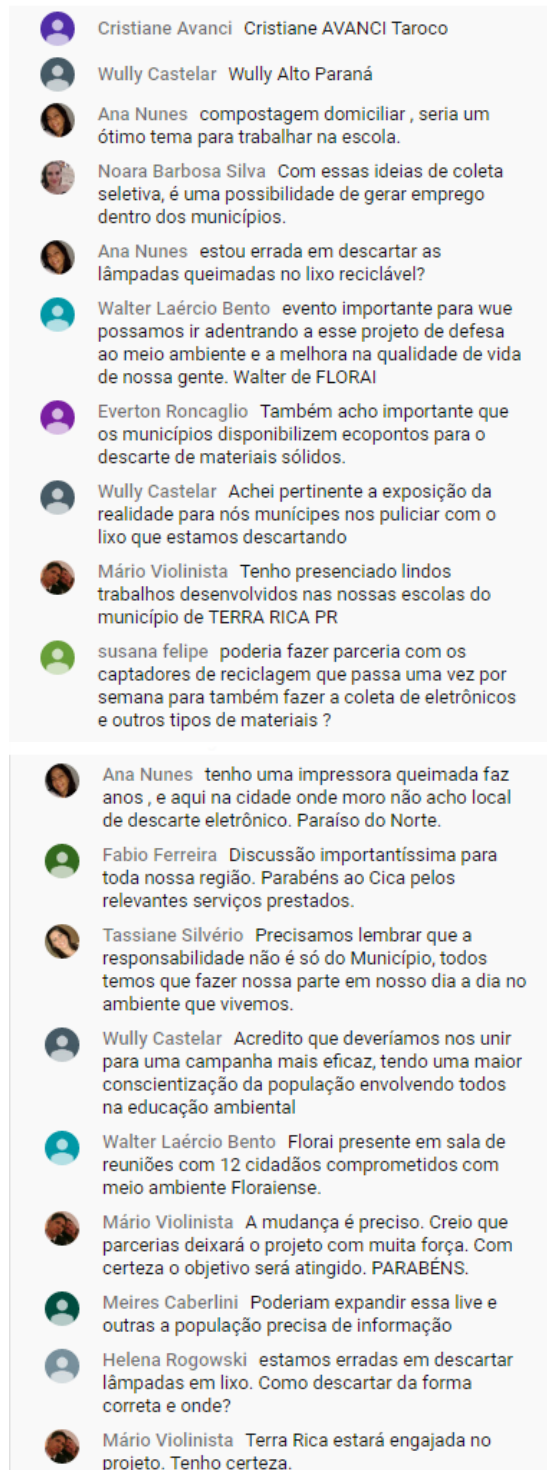 Cristiane Avanci Cristiane AVANCI Taroco
Wully Castelar Wully Alto Paraná
Ana Nunes compostagem domiciliar , seria um
ótimo tema para trabalhar na escola.
Noara Barbosa Silva Com essas ideias de coleta
seletiva, é uma possibilidade de gerar emprego
dentro dos municípios.
Ana Nunes estou errada em descartar as
lâmpadas queimadas no lixo reciclável?
Walter Laércio Bento evento importante para wue
possamos ir adentrando a esse projeto de defesa
ao meio ambiente e a melhora na qualidade de vida
de nossa gente. Walter de FLORAI
Everton Roncaglio Também acho importante que
os municípios disponibilizem ecopontos para o
descarte de materiais sólidos.
Wully Castelar Achei pertinente a exposição da
realidade para nós munícipes nos puliciar com o
lixo que estamos descartando
Mário Violinista Tenho presenciado lindos
trabalhos desenvolvidos nas nossas escolas do
município de TERRA RICA PR
susana felipe poderia fazer parceria com os
captadores de reciclagem que passa uma vez por
semana para também fazer a coleta de eletrônicos
e outros tipos de materiais ?
Ana Nunes tenho uma impressora queimada faz
anos , e aqui na cidade onde moro não acho local
de descarte eletrônico. Paraíso do Norte.
Fabio Ferreira Discussão importantíssima para
toda nossa região. Parabéns ao Cica pelos
relevantes serviços prestados.
Tassiane Silvério Precisamos lembrar que a
responsabilidade não é só do Município, todos
temos que fazer nossa parte em nosso dia a dia no
ambiente que vivemos.
Wully Castelar Acredito que deveríamos nos unir
para uma campanha mais eficaz, tendo uma maior
conscientização da população envolvendo todos
na educação ambiental
Walter Laércio Bento Florai presente em sala de
reuniões com 12 cidadãos comprometidos com
meio ambiente Floraiense.
Mário Violinista A mudança é preciso. Creio que
parcerias deixará o projeto com muita força. Com
certeza o objetivo será atingido. PARABÉNS.
Meires Caberlini Poderiam expandir essa live e
outras a população precisa de informação
Helena Rogowski estamos erradas em descartar
lâmpadas em lixo. Como descartar da forma
correta e onde?
Mário Violinista Terra Rica estará engajada no
projeto. Tenho certeza.